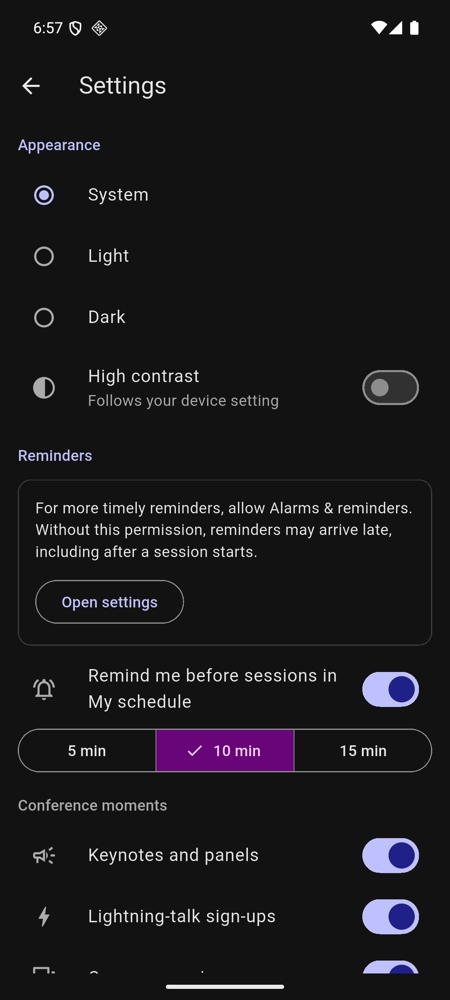 6:57
Settings
Appearance
System
Light
Dark
High contrast
Follows your device setting
Reminders
For more timely reminders, allow Alarms & reminders.
Without this permission, reminders may arrive late,
including after a session starts.
Open settings
Remind me before sessions in
My schedule
5 min
10 min
15 min
Conference moments
Keynotes and panels
Lightning-talk sign-ups